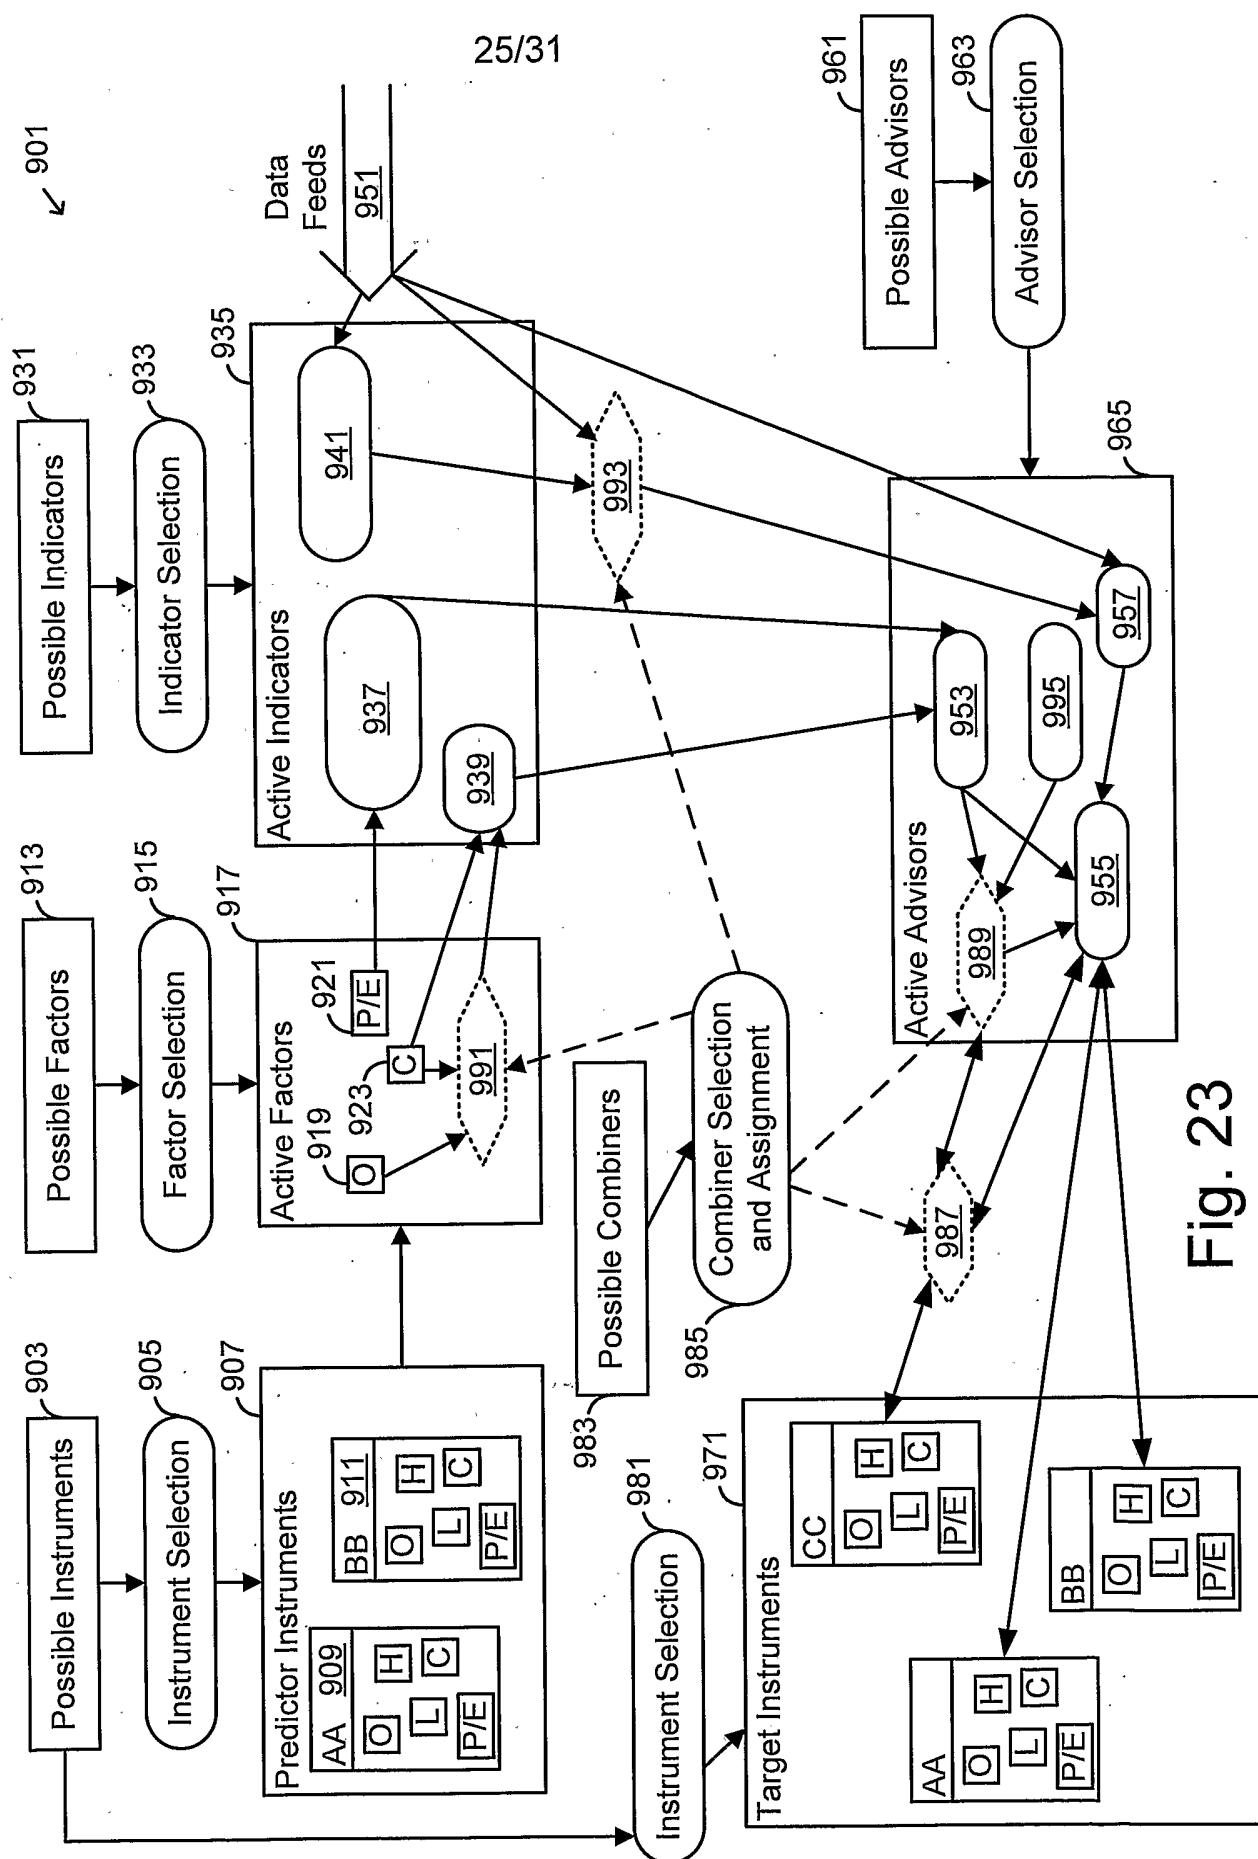 25/31
901
903
Possible Instruments
905
Instrument Selection
907
Predictor Instruments
AA 909
O
H
L
C
P/E
BB 911
O
H
L
C
P/E
913
Possible Factors
915
Factor Selection
917
Active Factors
919
O
923
C
921
P/E
991
931
Possible Indicators
933
Indicator Selection
935
Active Indicators
937
939
941
Data
Feeds
951
993
983
Possible Combiners
985
Combiner Selection
and Assignment
987
981
Instrument Selection
971
Target Instruments
AA
O
H
L
C
P/E
CC
O
H
L
C
P/E
BB
O
H
L
C
P/E
961
Possible Advisors
963
Advisor Selection
965
Active Advisors
953
989
995
955
957
Fig. 23